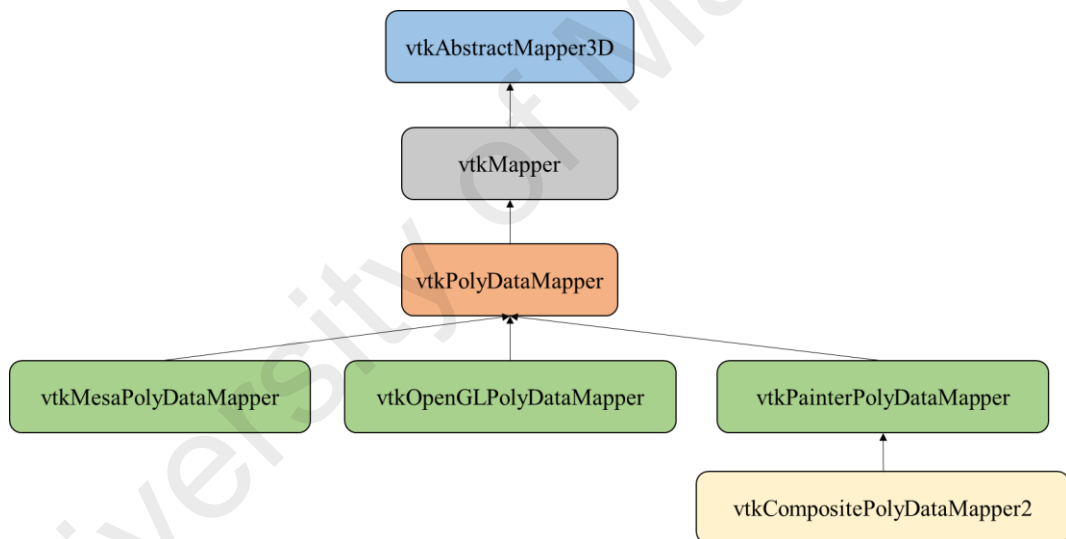 vtkAbstractMapper3D
vtkMapper
vtkPolyDataMapper
vtkMesaPolyDataMapper
vtkOpenGLPolyDataMapper
vtkPainterPolyDataMapper
vtkCompositePolyDataMapper2